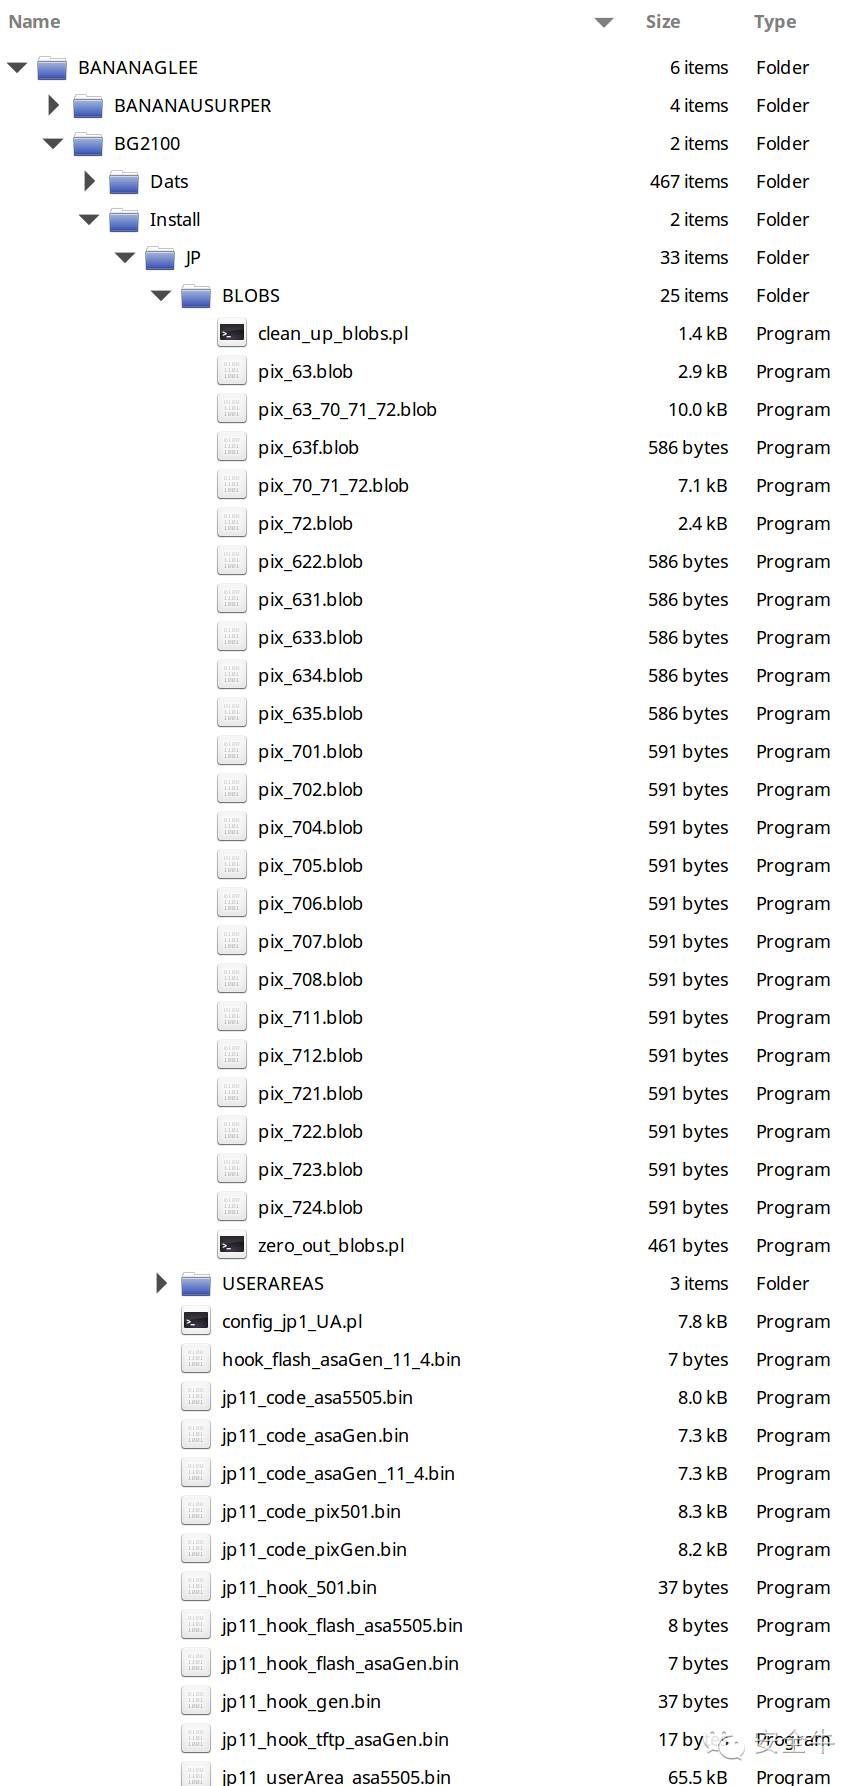 Name Size Type
BANANAGLEE 6 items Folder
BANANAUSURPER 4 items Folder
BG2100 2 items Folder
Dats 467 items Folder
Install 2 items Folder
JP 33 items Folder
BLOBS 25 items Folder
clean_up_blobs.pl 1.4 kB Program
pix_63.blob 2.9 kB Program
pix_63_70_71_72.blob 10.0 kB Program
pix_63f.blob 586 bytes Program
pix_70_71_72.blob 7.1 kB Program
pix_72.blob 2.4 kB Program
pix_622.blob 586 bytes Program
pix_631.blob 586 bytes Program
pix_633.blob 586 bytes Program
pix_634.blob 586 bytes Program
pix_635.blob 586 bytes Program
pix_701.blob 591 bytes Program
pix_702.blob 591 bytes Program
pix_704.blob 591 bytes Program
pix_705.blob 591 bytes Program
pix_706.blob 591 bytes Program
pix_707.blob 591 bytes Program
pix_708.blob 591 bytes Program
pix_711.blob 591 bytes Program
pix_712.blob 591 bytes Program
pix_721.blob 591 bytes Program
pix_722.blob 591 bytes Program
pix_723.blob 591 bytes Program
pix_724.blob 591 bytes Program
zero_out_blobs.pl 461 bytes Program
USERAREAS 3 items Folder
config_jp1_UA.pl 7.8 kB Program
hook_flash_asaGen_11_4.bin 7 bytes Program
jp11_code_asa5505.bin 8.0 kB Program
jp11_code_asaGen.bin 7.3 kB Program
jp11_code_asaGen_11_4.bin 7.3 kB Program
jp11_code_pix501.bin 8.3 kB Program
jp11_code_pixGen.bin 8.2 kB Program
jp11_hook_501.bin 37 bytes Program
jp11_hook_flash_asa5505.bin 8 bytes Program
jp11_hook_flash_asaGen.bin 7 bytes Program
jp11_hook_gen.bin 37 bytes Program
jp11_hook_tftp_asaGen.bin 17 bytes Program
安全牛
jp11_userArea_asa5505.bin 65.5 kB Program